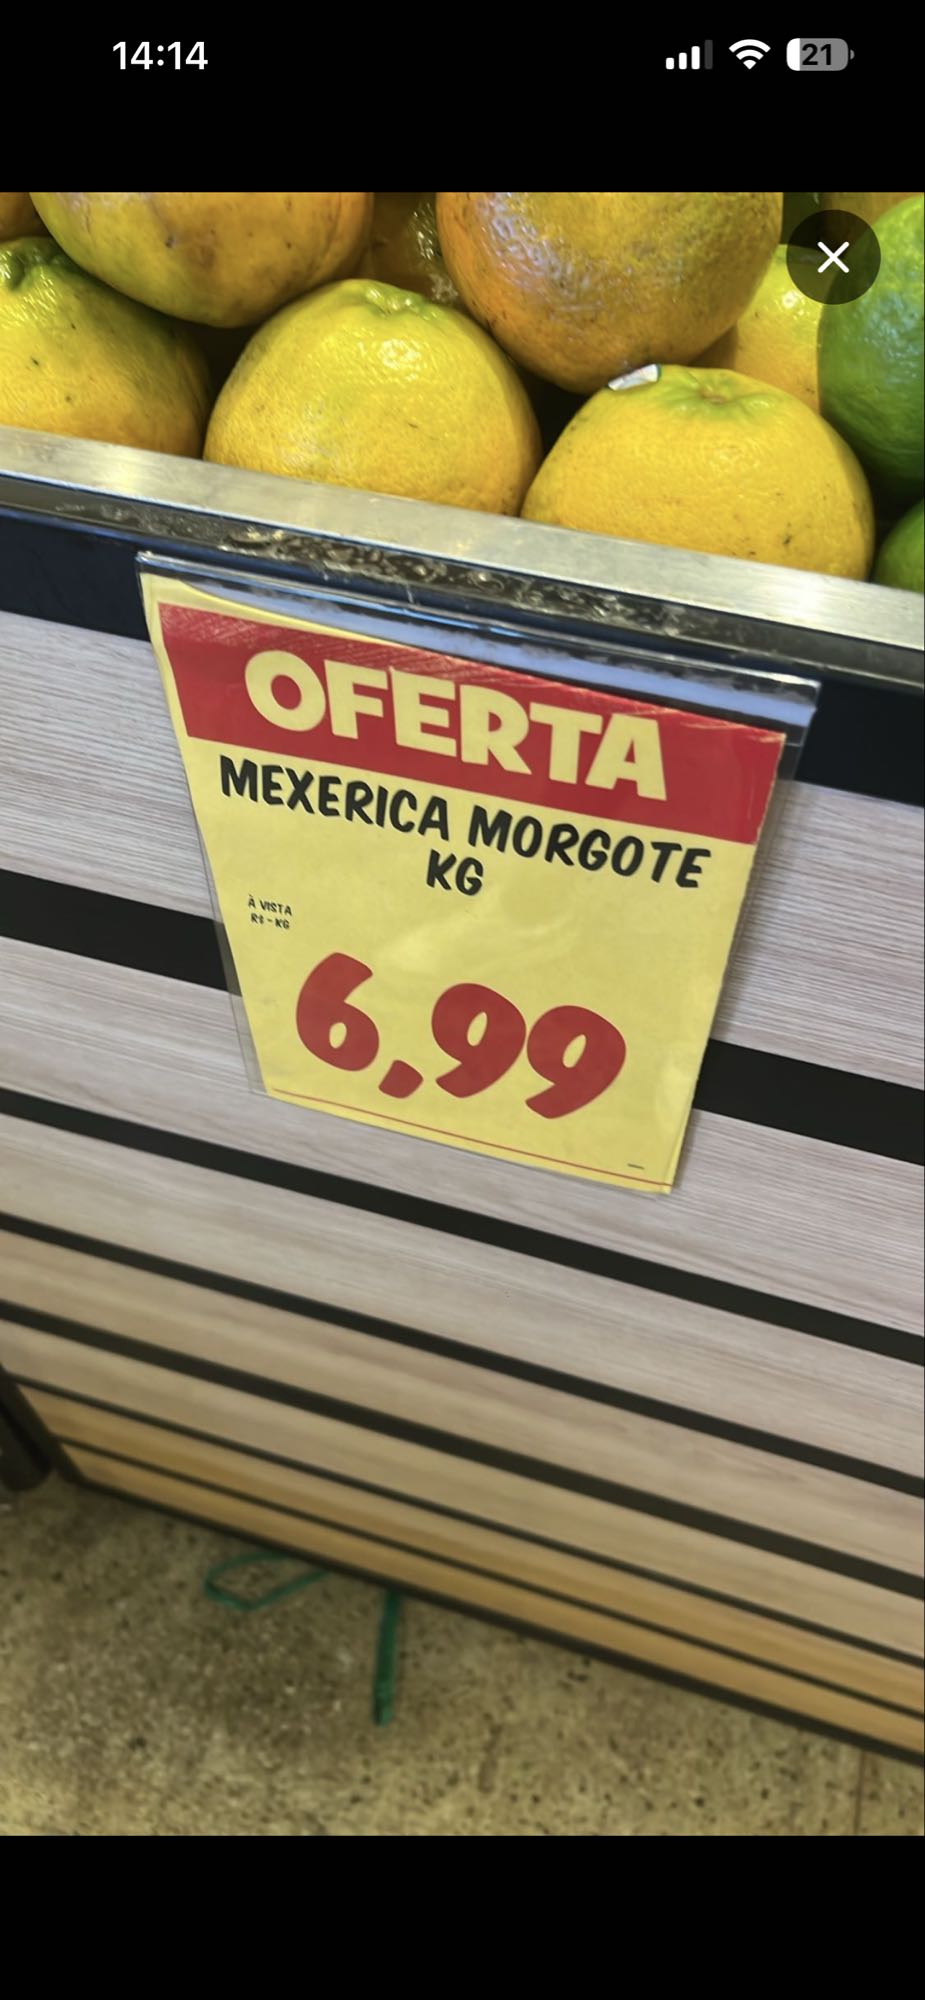 14:14
21
OFERTA
MEXERICA MORGOTE
KG
À VISTA
R$ - KG
6,99